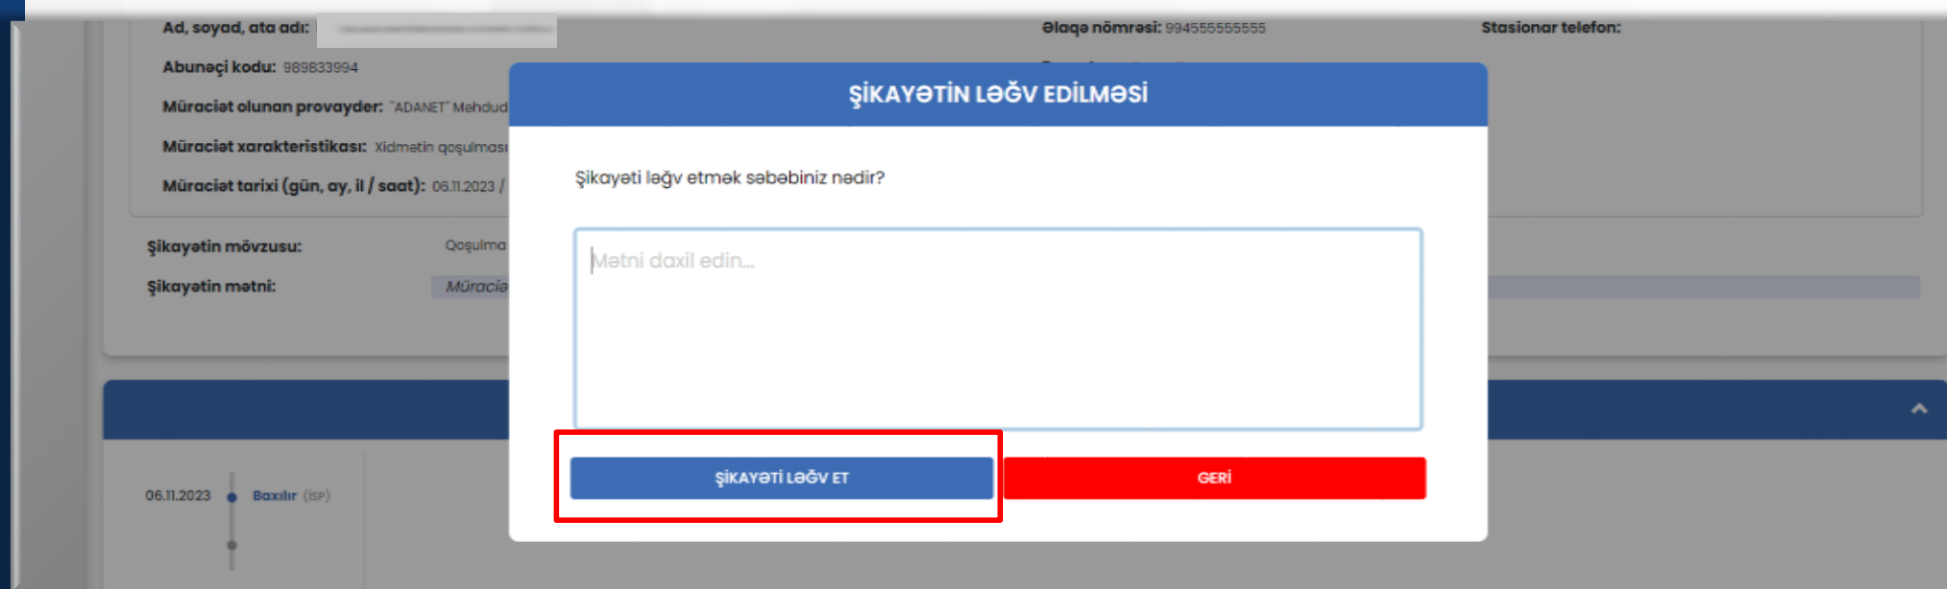 Ad, soyad, ata adı:
Əlaqə nömrəsi: 994555555555
Stasionar telefon:
Abunəçi kodu: 989833994
Müraciət olunan provayder: "ADANET" Məhdud
Müraciət xarakteristikası: Xidmətin qoşulması
Müraciət tarixi (gün, ay, il / saat): 06.11.2023 /
Şikayətin mövzusu: Qoşulma
Şikayətin mətni: Müraciə
ŞİKAYƏTİN LƏĞV EDİLMƏSİ
Şikayəti ləğv etmək səbəbiniz nədir?
Mətni daxil edin...
ŞİKAYƏTİ LƏĞV ET
GERİ
06.11.2023 Baxılır (ISP)